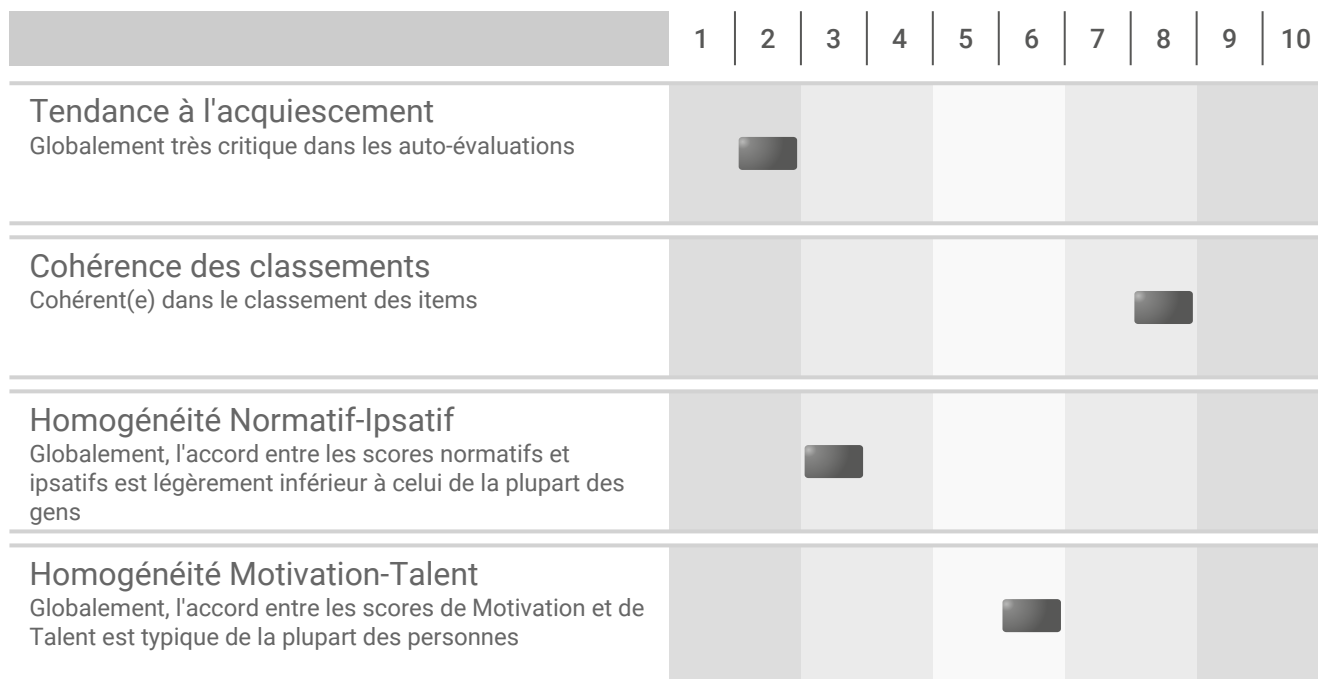 1 2 3 4 5 6 7 8 9 10
Tendance à l'acquiescement
Globalement très critique dans les auto-évaluations
Cohérence des classements
Cohérent(e) dans le classement des items
Homogénéité Normatif-Ipsatif
Globalement, l'accord entre les scores normatifs et
ipsatifs est légèrement inférieur à celui de la plupart des
gens
Homogénéité Motivation-Talent
Globalement, l'accord entre les scores de Motivation et de
Talent est typique de la plupart des personnes